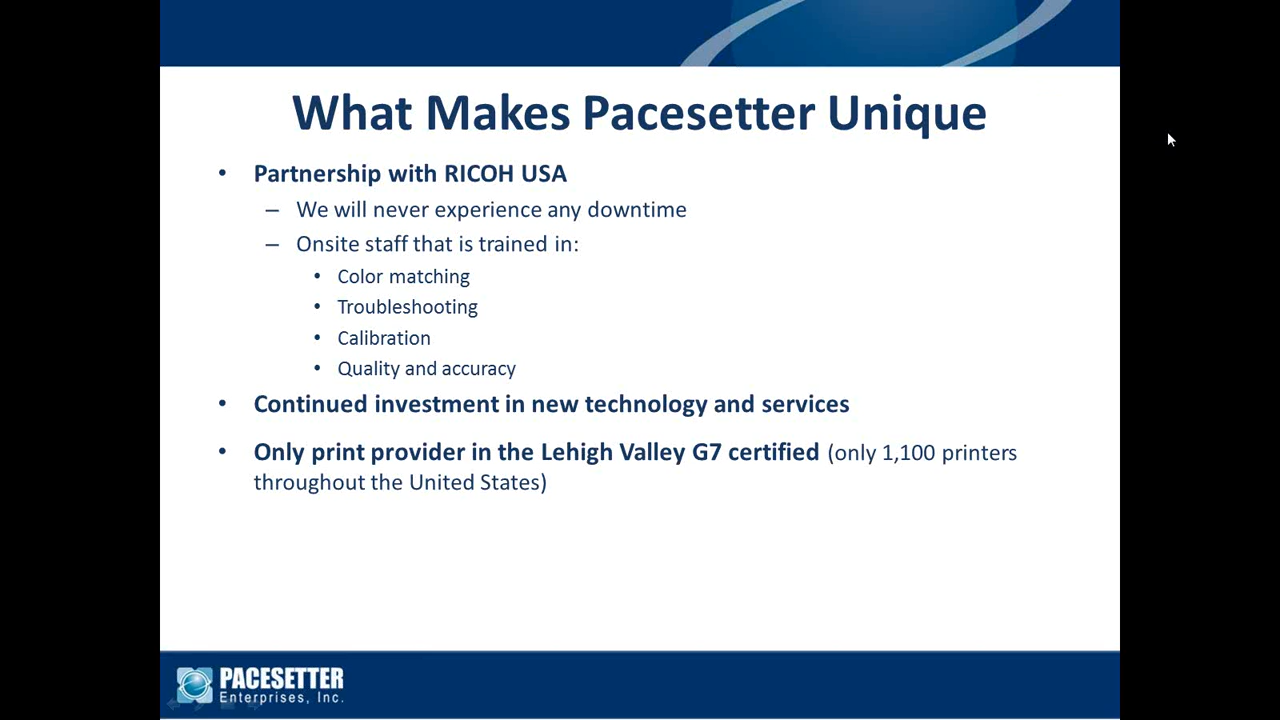 What Makes Pacesetter Unique
• Partnership with RICOH USA
– We will never experience any downtime
– Onsite staff that is trained in:
• Color matching
• Troubleshooting
• Calibration
• Quality and accuracy
• Continued investment in new technology and services
• Only print provider in the Lehigh Valley G7 certified (only 1,100 printers
throughout the United States)
PACESETTER
Enterprises, Inc.